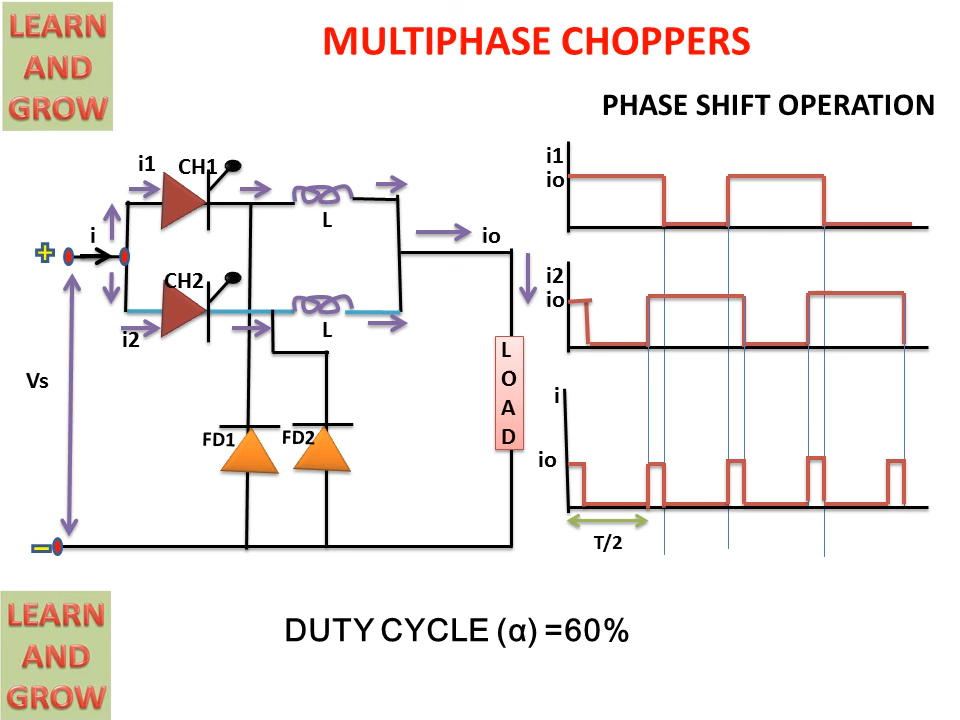 LEARN
AND
GROW
MULTIPHASE CHOPPERS
PHASE SHIFT OPERATION
i1
CH1
L
i
io
CH2
i2
L
Vs
FD1
FD2
L
O
A
D
i1
io
i2
io
i
io
T/2
LEARN
AND
GROW
DUTY CYCLE (α) =60%